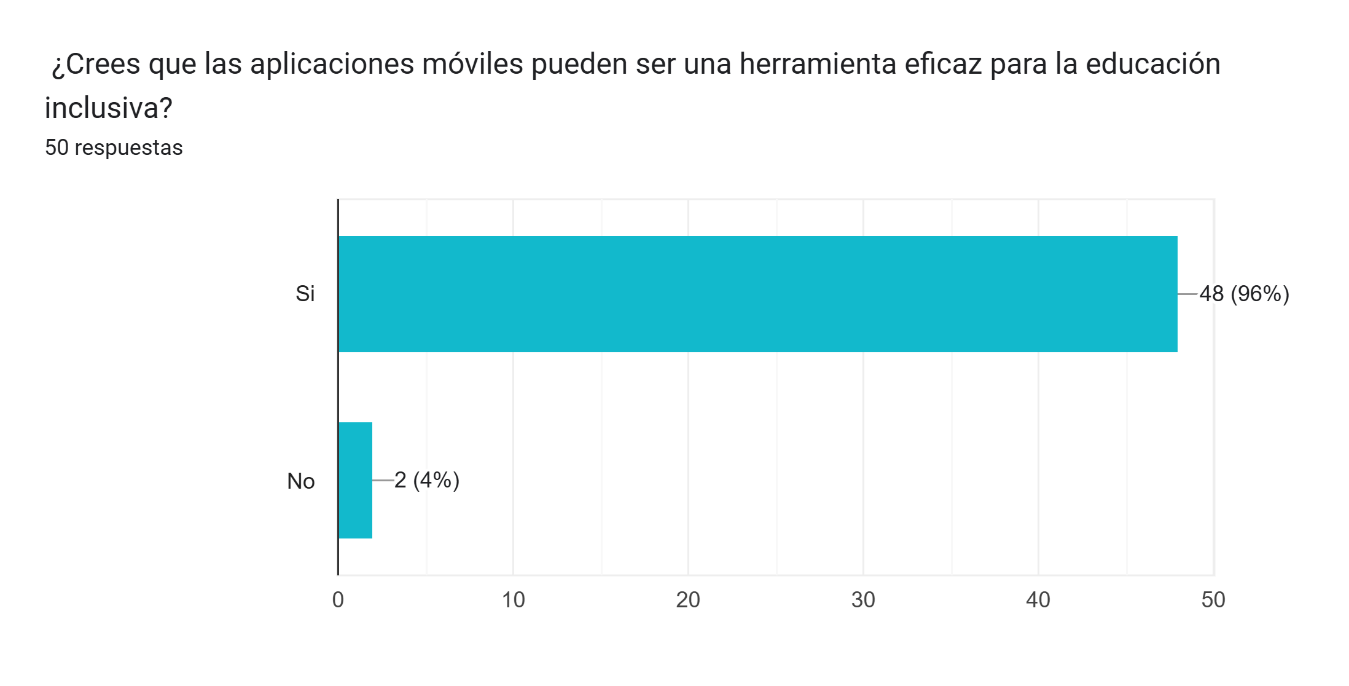 ¿Crees que las aplicaciones móviles pueden ser una herramienta eficaz para la educación
inclusiva?
50 respuestas
Si
48 (96%)
No
2 (4%)
0 10 20 30 40 50